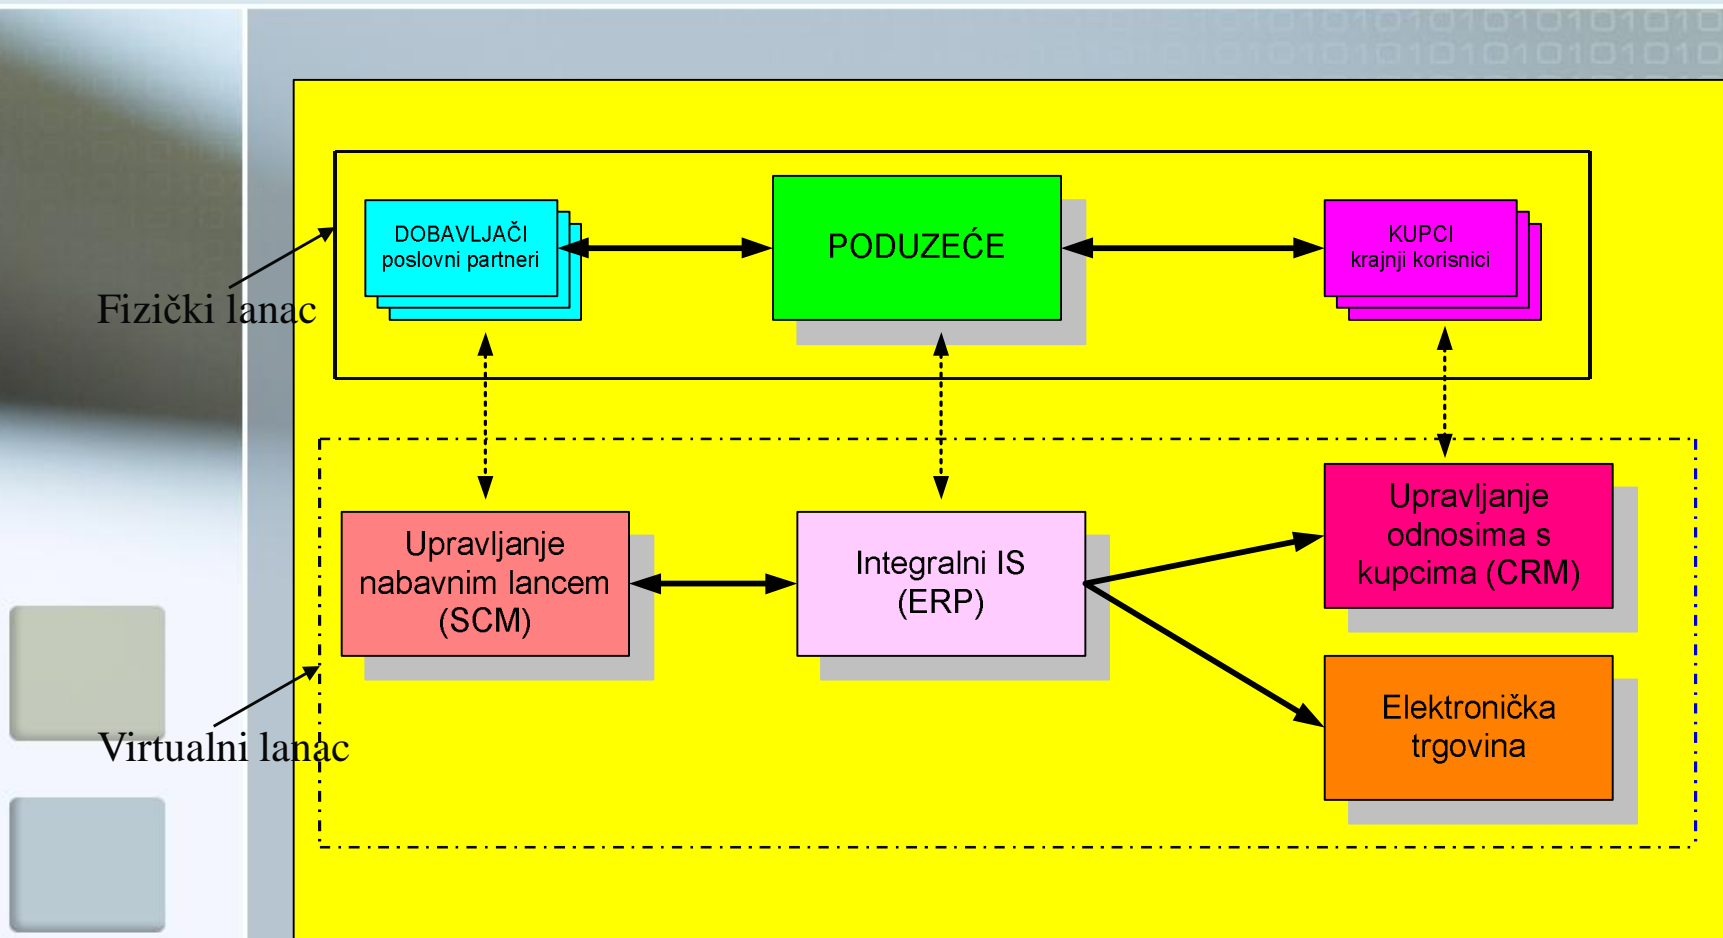 DOBAVLJAČI
poslovni partneri
PODUZEĆE
KUPCI
krajnji korisnici
Fizički lanac
Upravljanje
nabavnim lancem
(SCM)
Integralni IS
(ERP)
Upravljanje
odnosima s
kupcima (CRM)
Elektronička
trgovina
Virtualni lanac